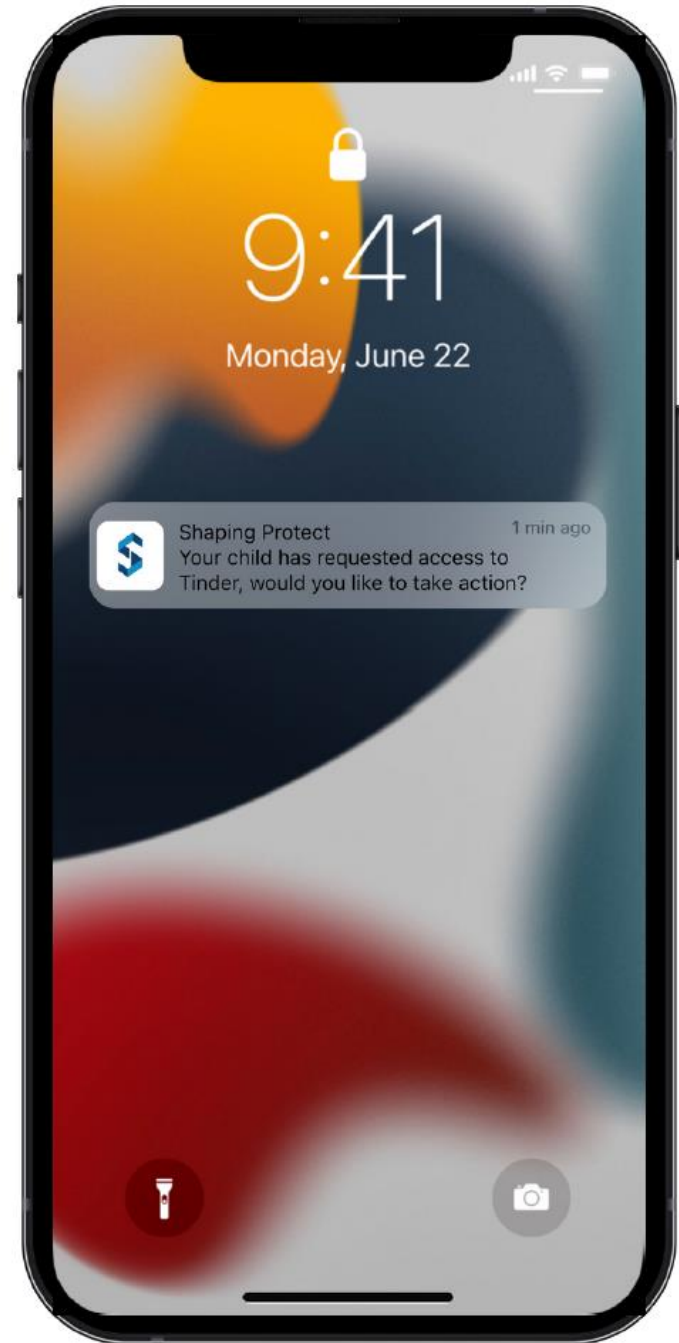 9:41
Monday, June 22
Shaping Protect
1 min ago
Your child has requested access to
Tinder, would you like to take action?